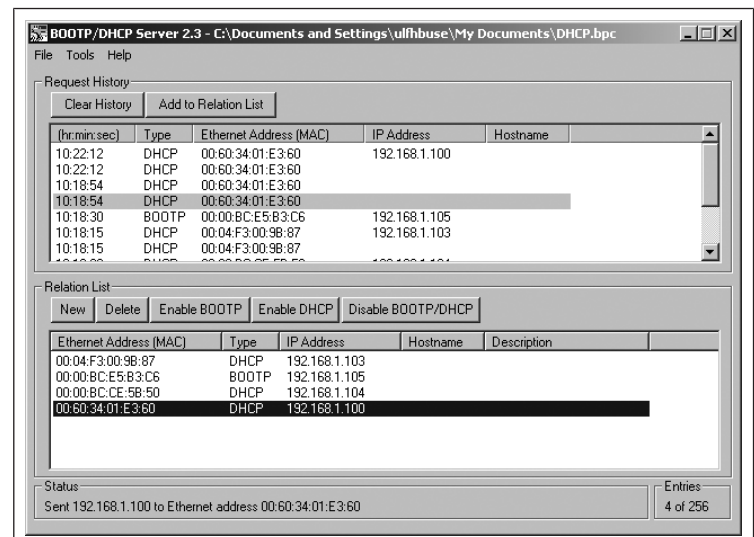 BOOTP/DHCP Server 2.3 - C:\Documents and Settings\ulfhbuse\My Documents\DHCP.bpc
File Tools Help
Request History
Clear History Add to Relation List
(hr:min:sec) Type Ethernet Address (MAC) IP Address Hostname
10:22:12 DHCP 00:60:34:01:E3:60 192.168.1.100
10:22:12 DHCP 00:60:34:01:E3:60
10:18:54 DHCP 00:60:34:01:E3:60
10:18:54 DHCP 00:60:34:01:E3:60
10:18:30 BOOTP 00:00:BC:E5:B3:C6 192.168.1.105
10:18:15 DHCP 00:04:F3:00:9B:87 192.168.1.103
10:18:15 DHCP 00:04:F3:00:9B:87
Relation List
New Delete Enable BOOTP Enable DHCP Disable BOOTP/DHCP
Ethernet Address (MAC) Type IP Address Hostname Description
00:04:F3:00:9B:87 DHCP 192.168.1.103
00:00:BC:E5:B3:C6 BOOTP 192.168.1.105
00:00:BC:CE:5B:50 DHCP 192.168.1.104
00:60:34:01:E3:60 DHCP 192.168.1.100
Status
Sent 192.168.1.100 to Ethernet address 00:60:34:01:E3:60
Entries
4 of 256